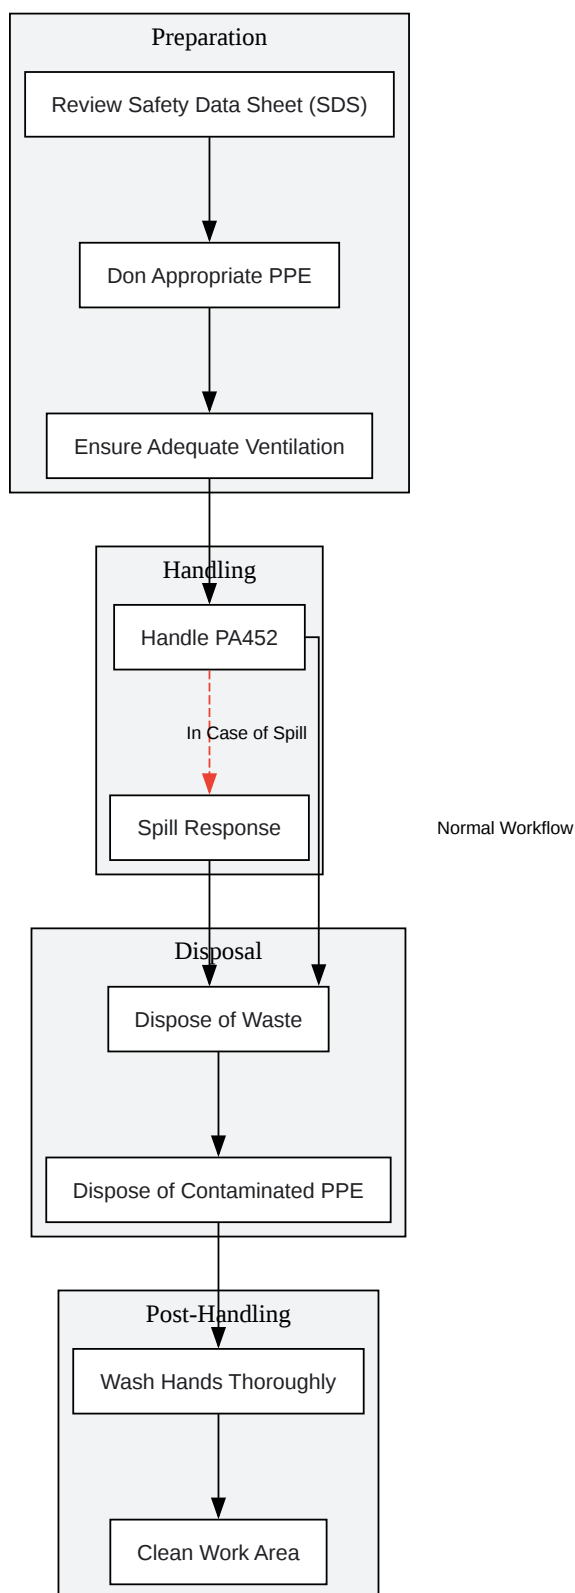 Preparation
Review Safety Data Sheet (SDS)
Don Appropriate PPE
Ensure Adequate Ventilation
Handling
Handle PA452
In Case of Spill
Spill Response
Normal Workflow
Disposal
Dispose of Waste
Dispose of Contaminated PPE
Post-Handling
Wash Hands Thoroughly
Clean Work Area